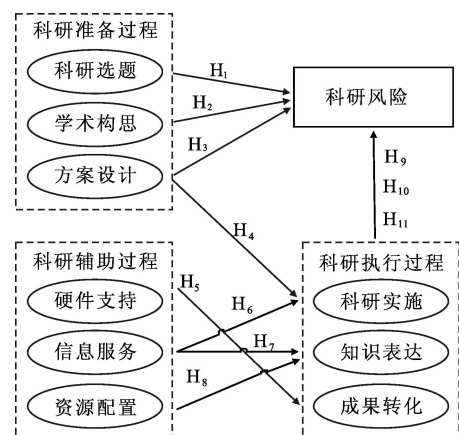 科研准备过程
科研选题
学术构思
方案设计
H1
H2
H3
科研风险
H9
H10
H11
H4
科研辅助过程
硬件支持
信息服务
资源配置
H5
H6
H7
H8
科研执行过程
科研实施
知识表达
成果转化